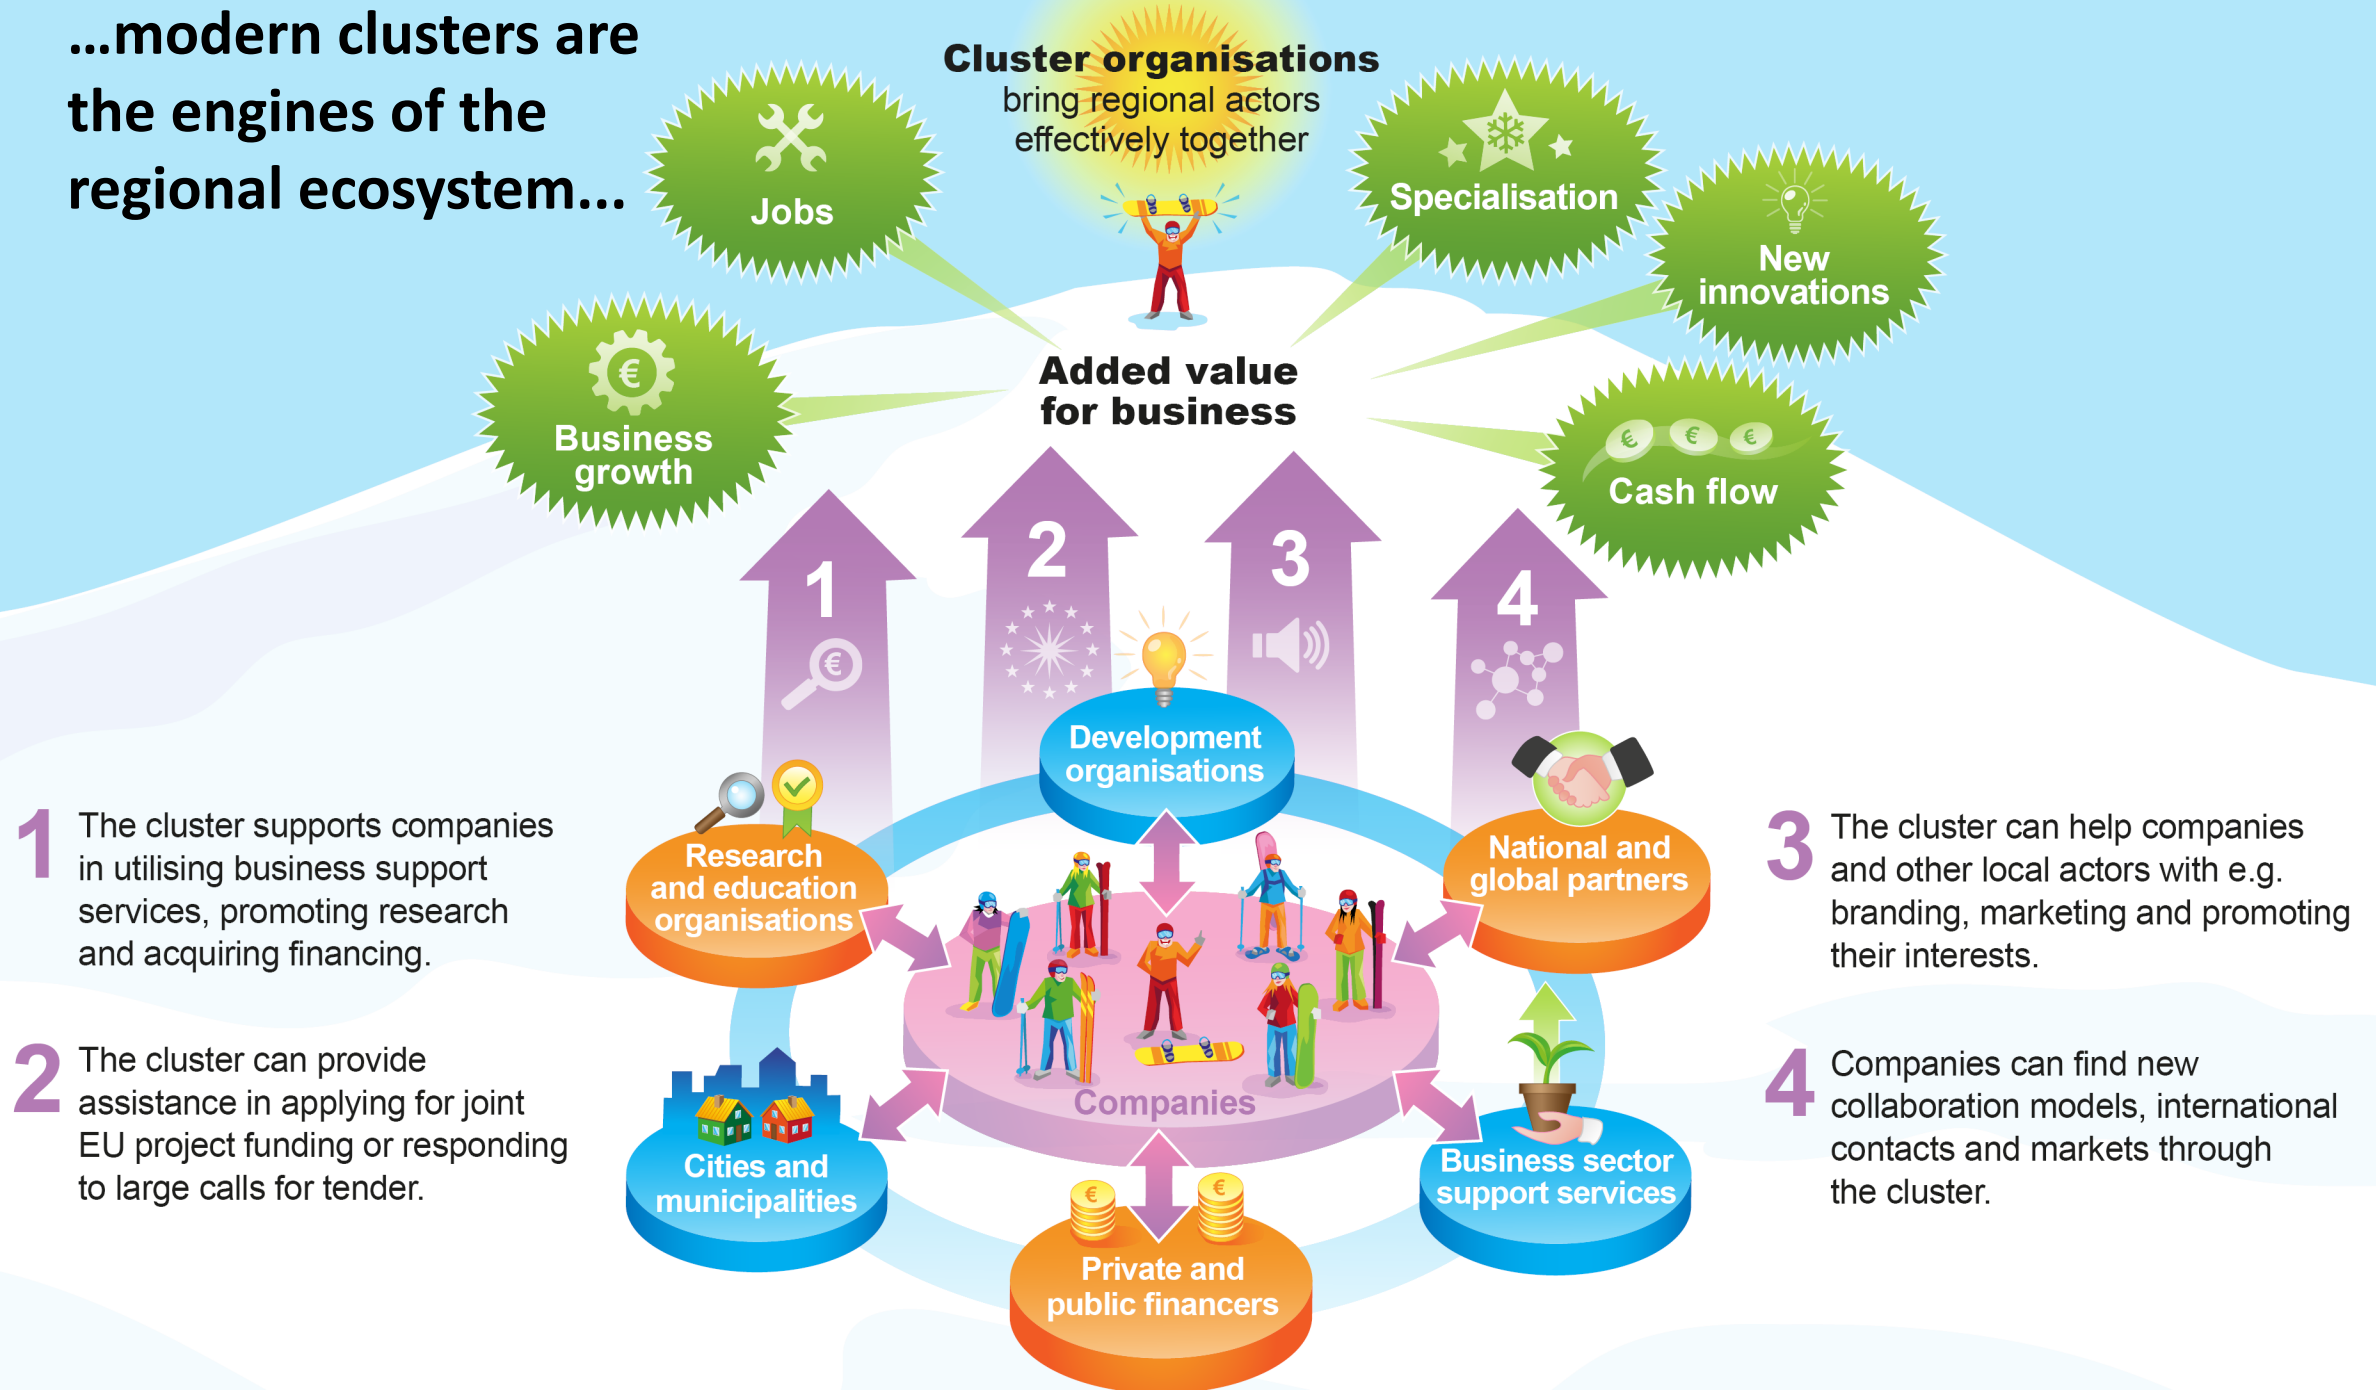 ...modern clusters are
the engines of the
regional ecosystem...
Cluster organisations
bring regional actors
effectively together
Jobs
Specialisation
New
innovations
Business
growth
Added value
for business
€
€
€
€
Cash flow
1
2
3
4
€
Development
organisations
Research
and education
organisations
National and
global partners
Companies
Cities and
municipalities
Business sector
support services
€
€
Private and
public financers
1
The cluster supports companies
in utilising business support
services, promoting research
and acquiring financing.
2
The cluster can provide
assistance in applying for joint
EU project funding or responding
to large calls for tender.
3
The cluster can help companies
and other local actors with e.g.
branding, marketing and promoting
their interests.
4
Companies can find new
collaboration models, international
contacts and markets through
the cluster.